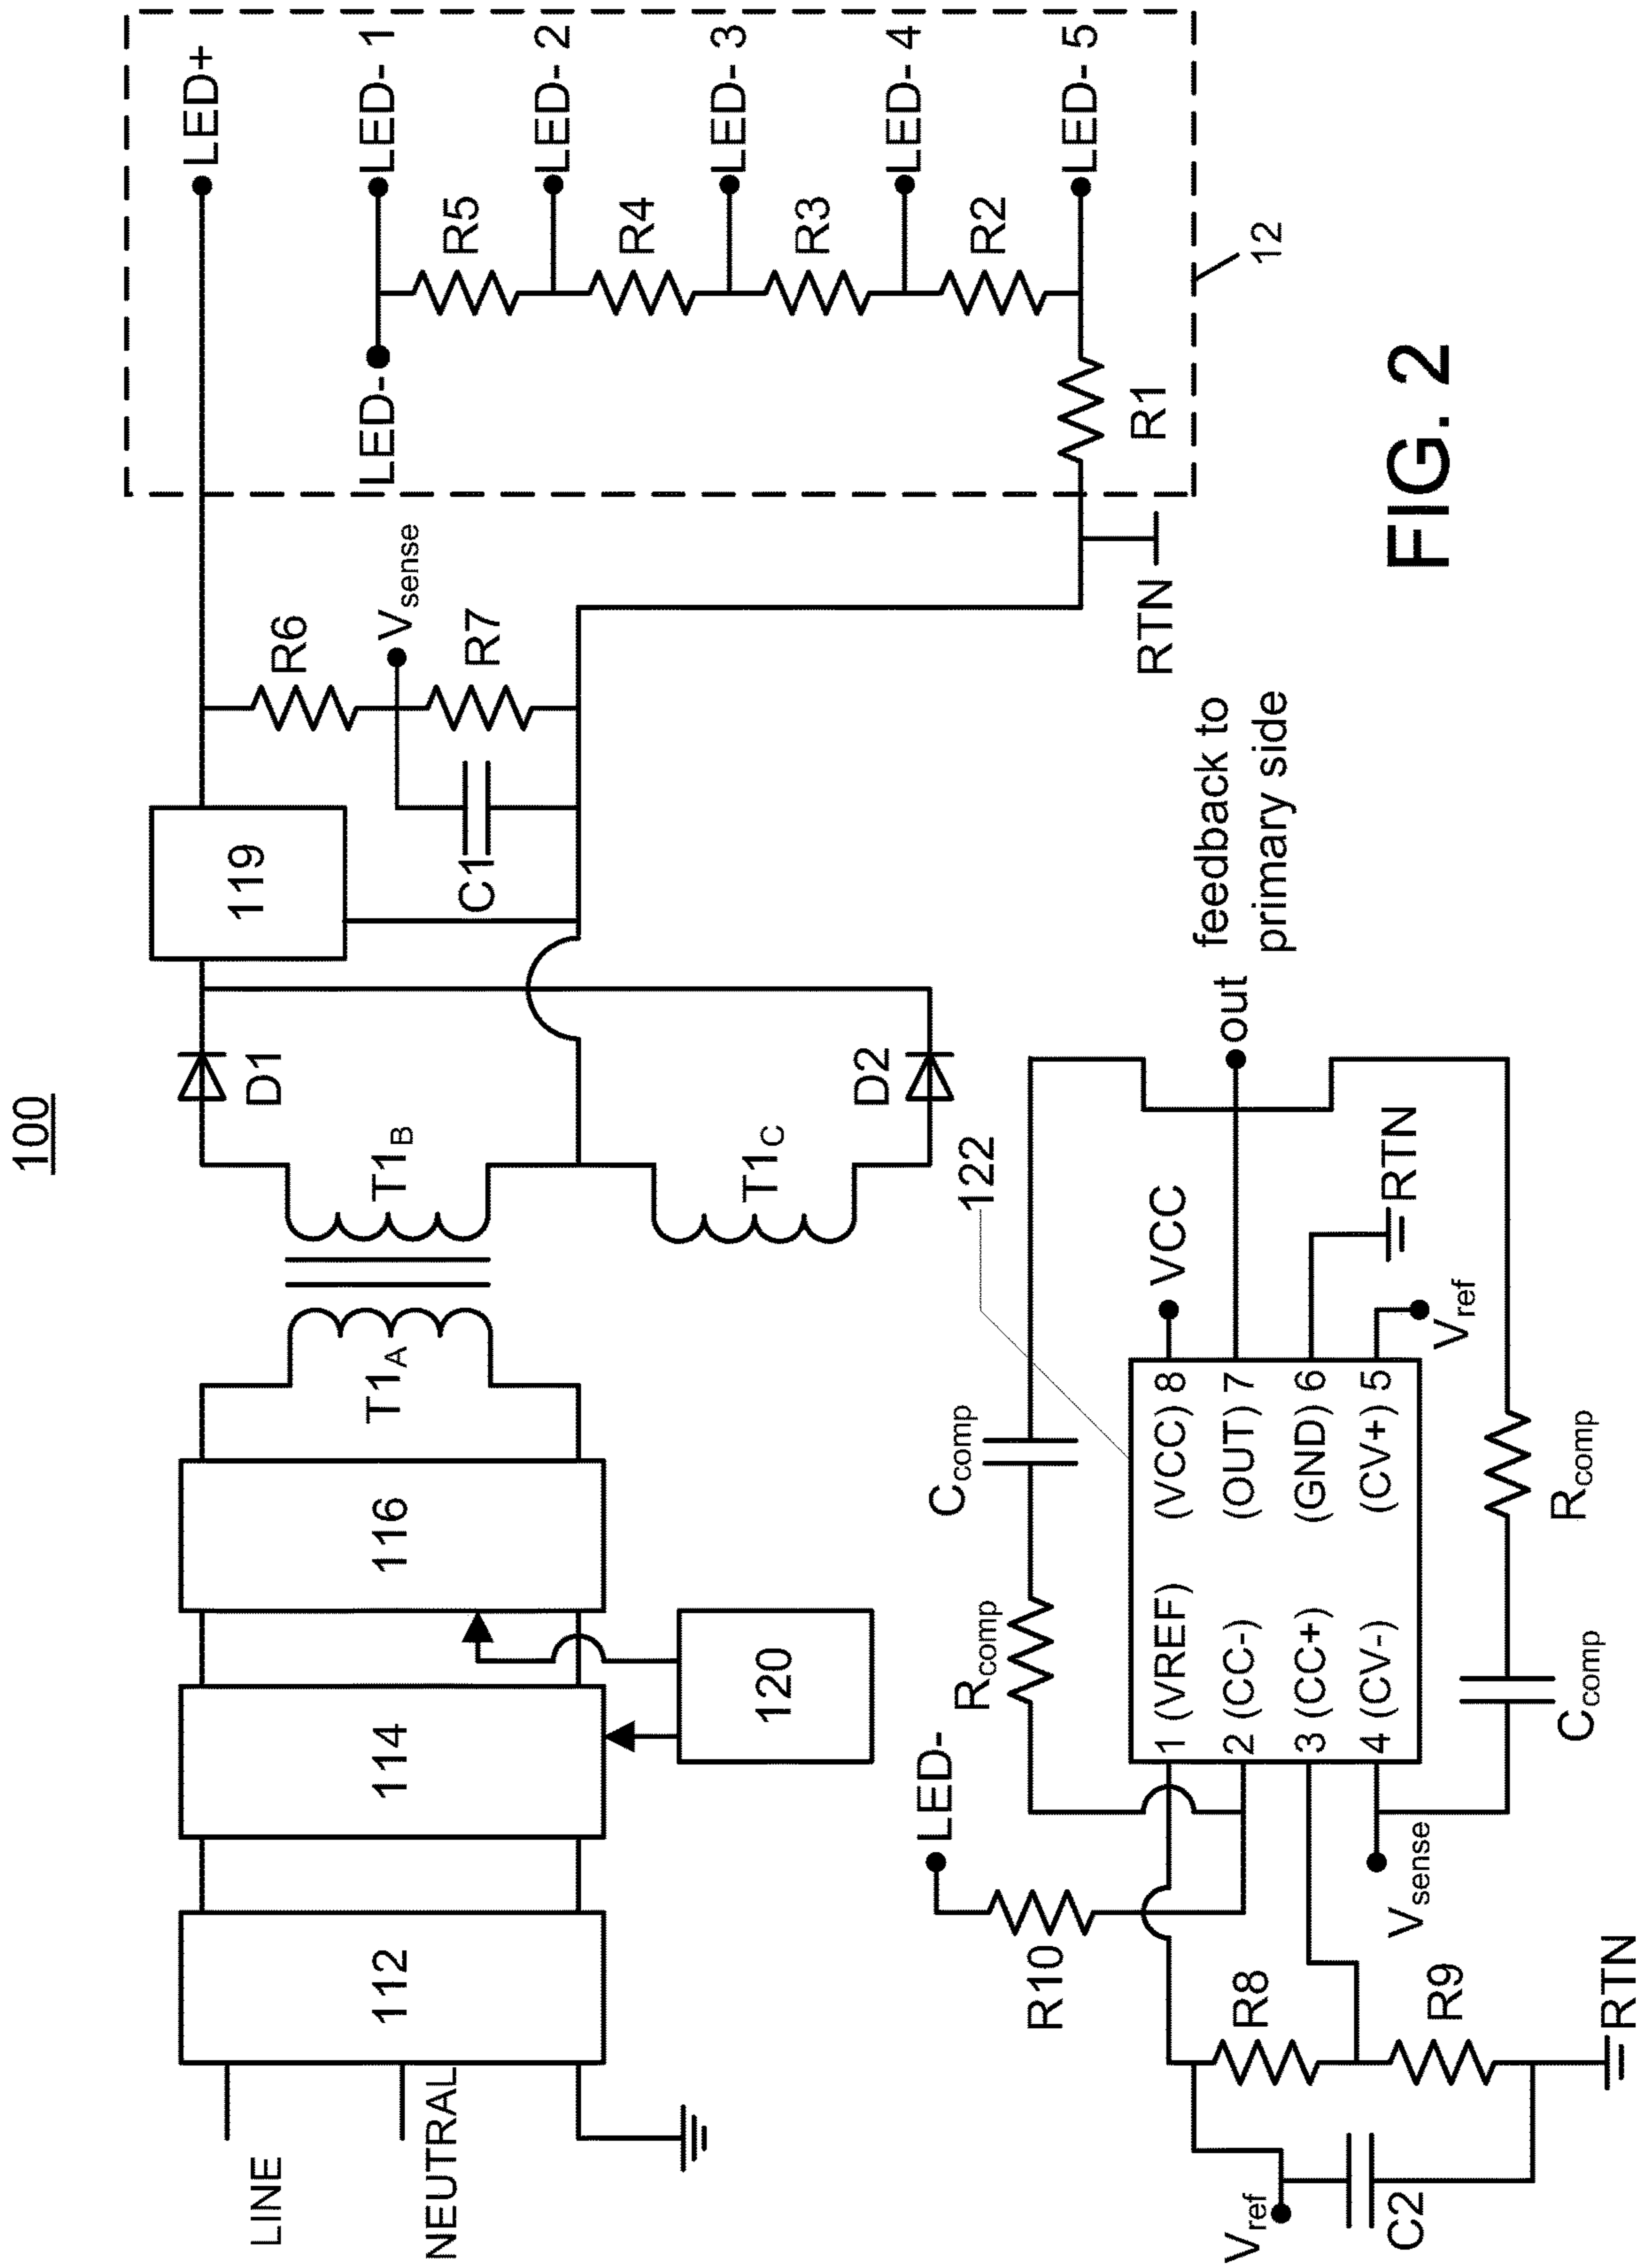 100
LINE
NEUTRAL
112
114
116
120
T1A
T1B
T1C
D1
D2
119
C1
R6
Vsense
R7
LED+
LED-
LED- 1
R5
LED- 2
R4
LED- 3
R3
LED- 4
R2
LED- 5
R1
RTN
12
Vref
C2
R8
R9
RTN
R10
LED-
Vsense
Rcomp
Ccomp
122
1 (VREF)
2 (CC-)
3 (CC+)
4 (CV-)
(VCC) 8
(OUT) 7
(GND) 6
(CV+) 5
VCC
RTN
Vref
Ccomp
Rcomp
out
feedback to
primary side
FIG. 2